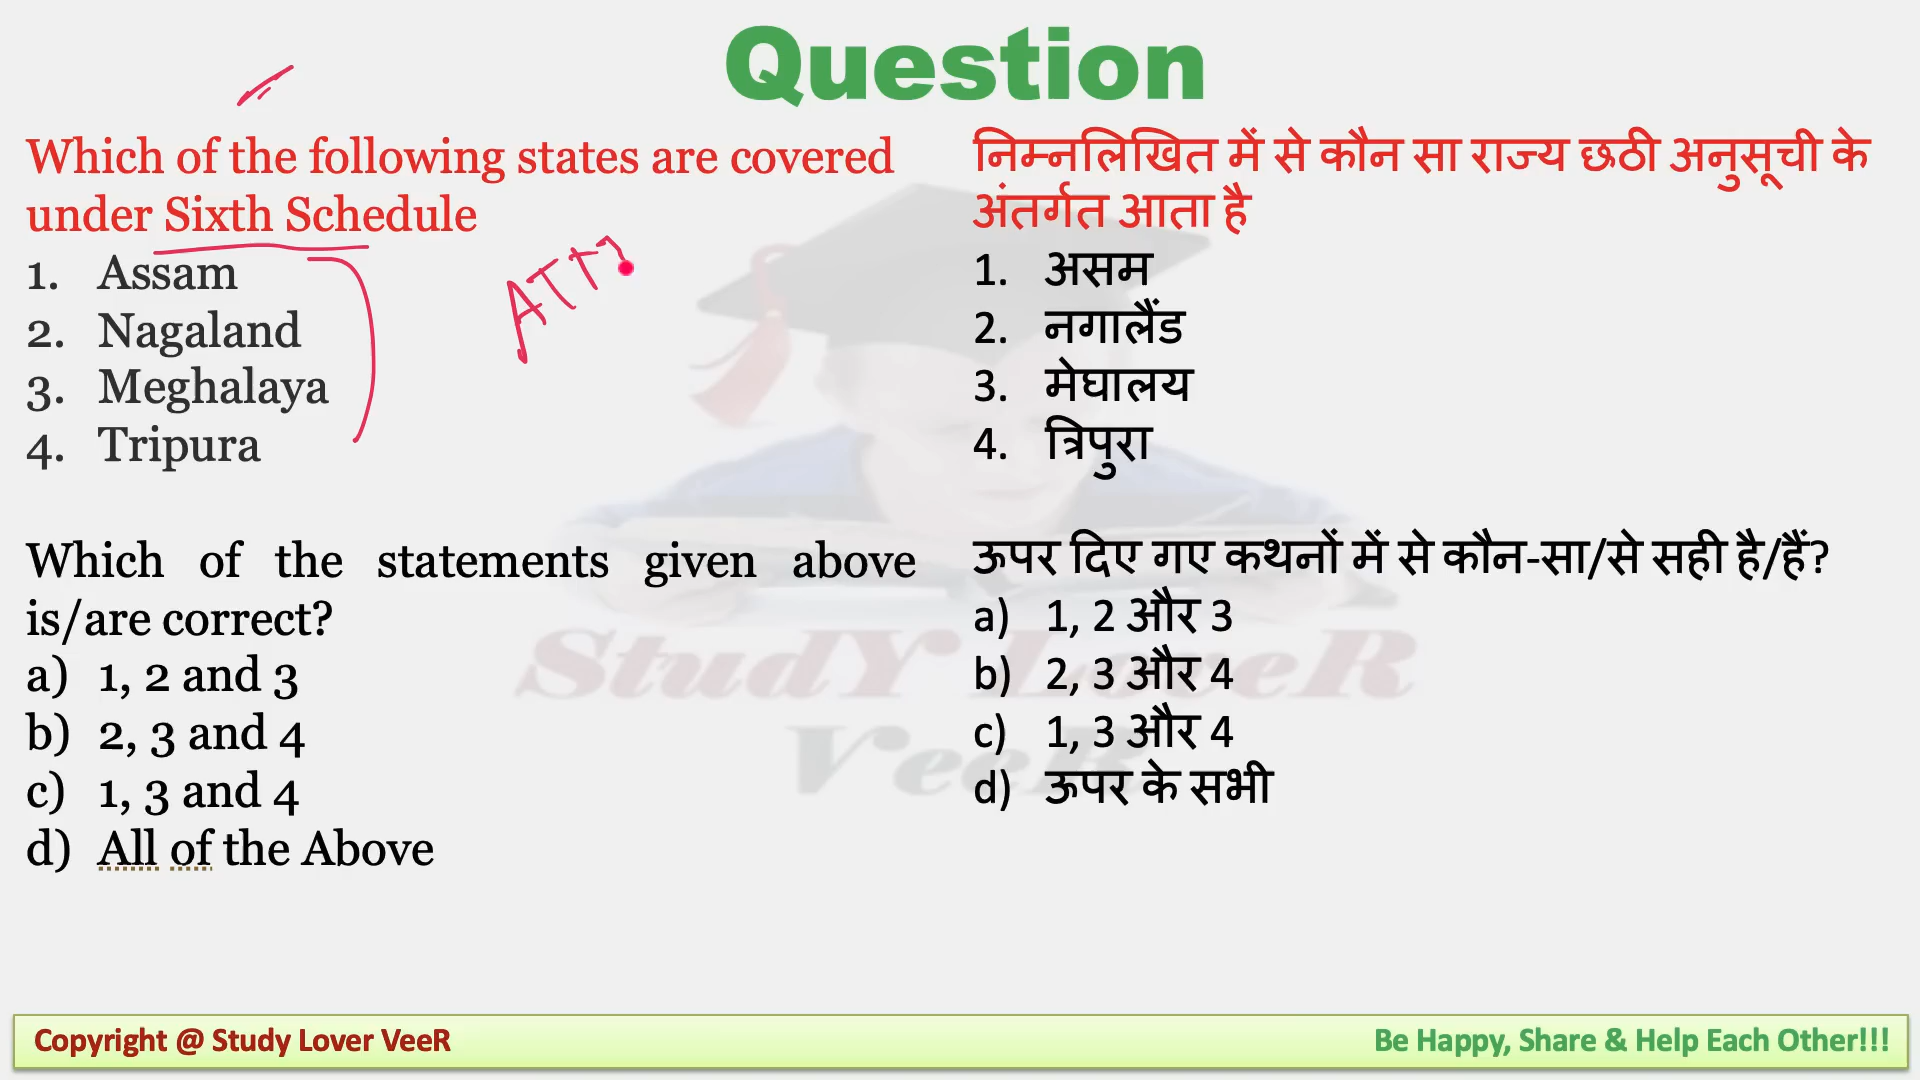 Question
Which of the following states are covered
under Sixth Schedule
1. Assam
2. Nagaland
3. Meghalaya
4. Tripura
Which of the statements given above
is/are correct?
a) 1, 2 and 3
b) 2, 3 and 4
c) 1, 3 and 4
d) All of the Above
निम्नलिखित में से कौन सा राज्य छठी अनुसूची के
अंतर्गत आता है
1. असम
2. नगालैंड
3. मेघालय
4. त्रिपुरा
ऊपर दिए गए कथनों में से कौन-सा/से सही है/हैं?
a) 1, 2 और 3
b) 2, 3 और 4
c) 1, 3 और 4
d) ऊपर के सभी
StudY LoveR
VeeR
Copyright @ Study Lover VeeR
Be Happy, Share & Help Each Other!!!